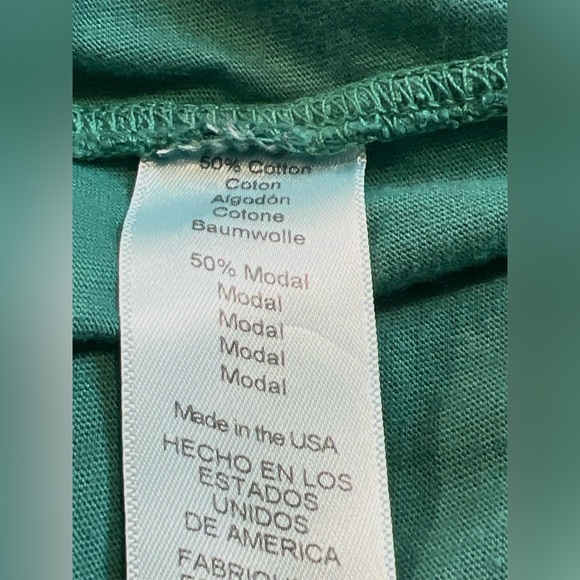 50% Cotton
Coton
Algodón
Cotone
Baumwolle
50% Modal
Modal
Modal
Modal
Modal
Made in the USA
HECHO EN LOS
ESTADOS
UNIDOS
DE AMERICA